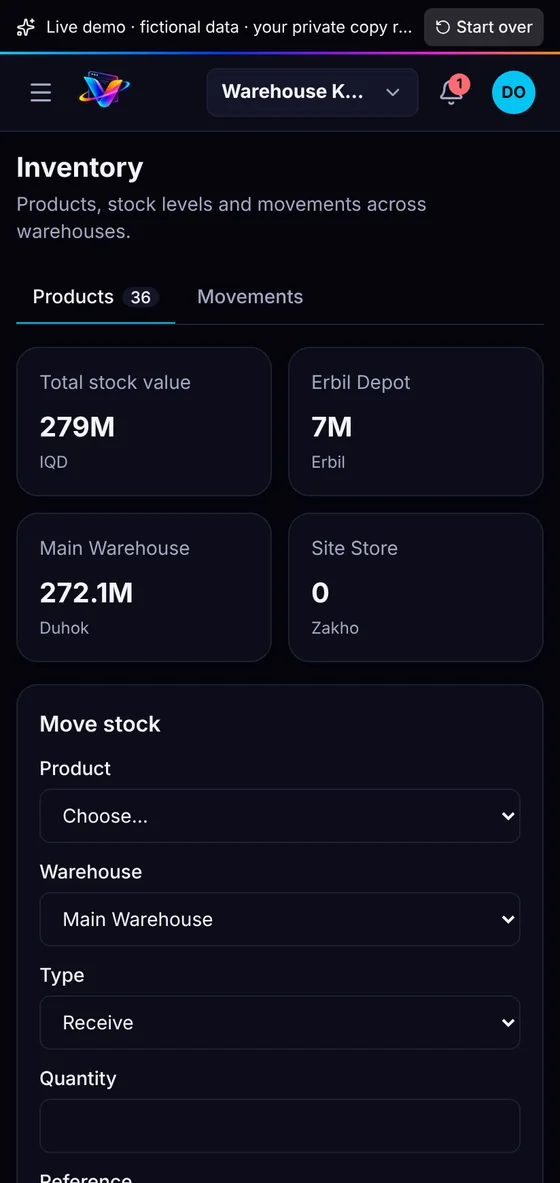 Live demo · fictional data · your private copy r...
Start over
Warehouse K...
1
DO
Inventory
Products, stock levels and movements across
warehouses.
Products 36
Movements
Total stock value
279M
IQD
Erbil Depot
7M
Erbil
Main Warehouse
272.1M
Duhok
Site Store
0
Zakho
Move stock
Product
Choose...
Warehouse
Main Warehouse
Type
Receive
Quantity
Reference